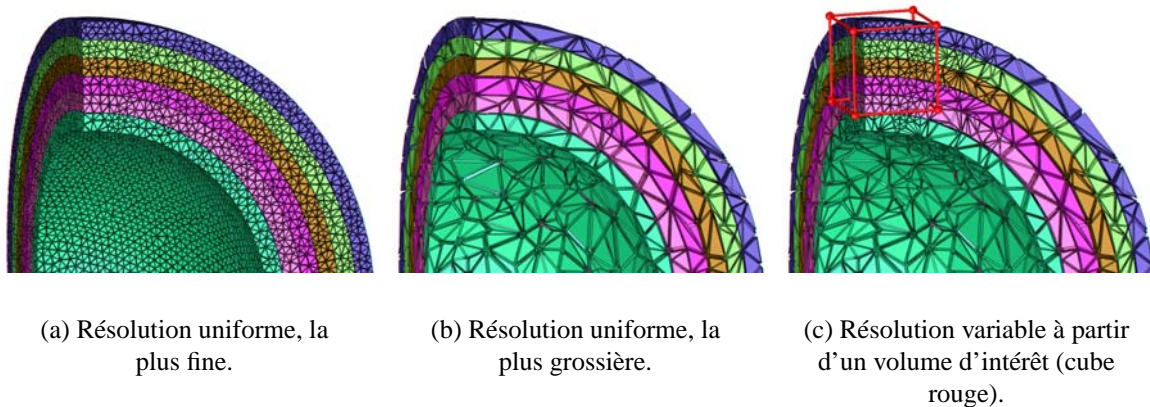 (a) Résolution uniforme, la
plus fine.
(b) Résolution uniforme, la
plus grossière.
(c) Résolution variable à partir
d'un volume d'intérêt (cube
rouge).